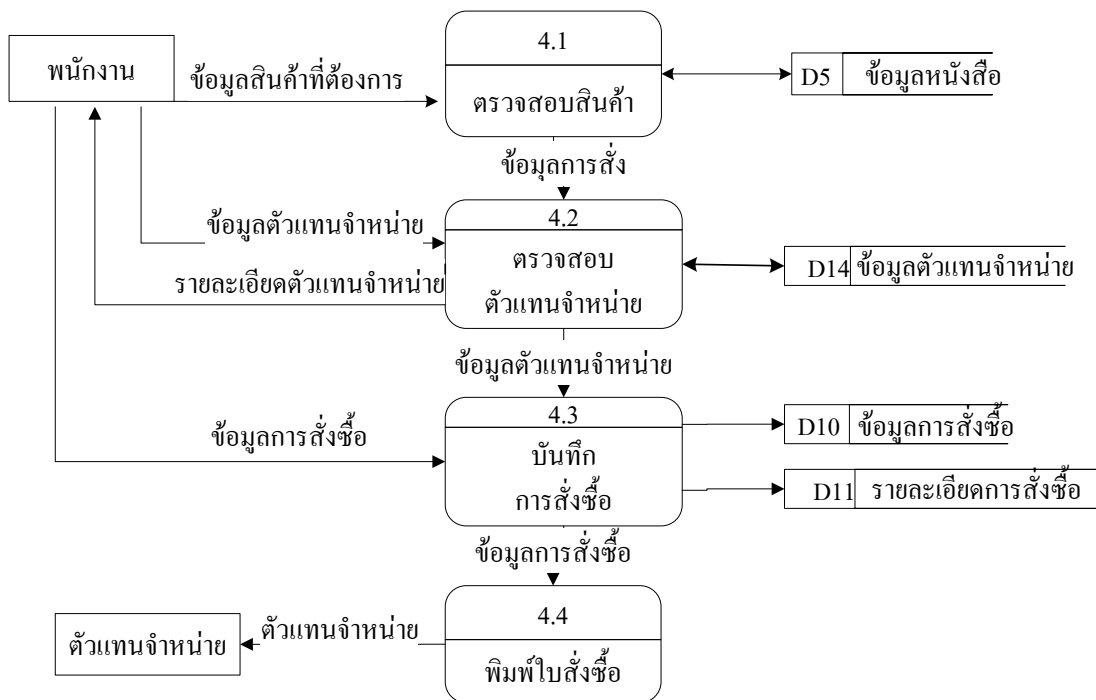 4.1
พนักงาน
ข้อมูลสินค้าที่ต้องการ
ตรวจสอบสินค้า
D5 ข้อมูลหนังสือ
ข้อมุลการสั่ง
4.2
ข้อมูลตัวแทนจำหน่าย
ตรวจสอบ
ตัวแทนจำหน่าย
D14 ข้อมูลตัวแทนจำหน่าย
รายละเอียดตัวแทนจำหน่าย
ข้อมูลตัวแทนจำหน่าย
4.3
ข้อมูลการสั่งซื้อ
บันทึก
การสั่งซื้อ
D10 ข้อมูลการสั่งซื้อ
D11 รายละเอียดการสั่งซื้อ
ข้อมูลการสั่งซื้อ
4.4
พิมพ์ใบสั่งซื้อ
ตัวแทนจำหน่าย
ตัวแทนจำหน่าย